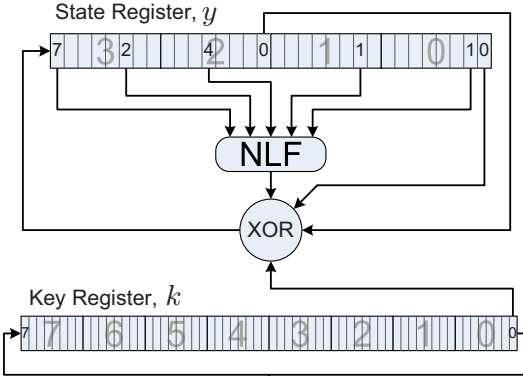 State Register, y
7 3 2 2 4 0 1 1 0 1 0
NLF
XOR
Key Register, k
7 7 6 5 4 3 2 1 0 0